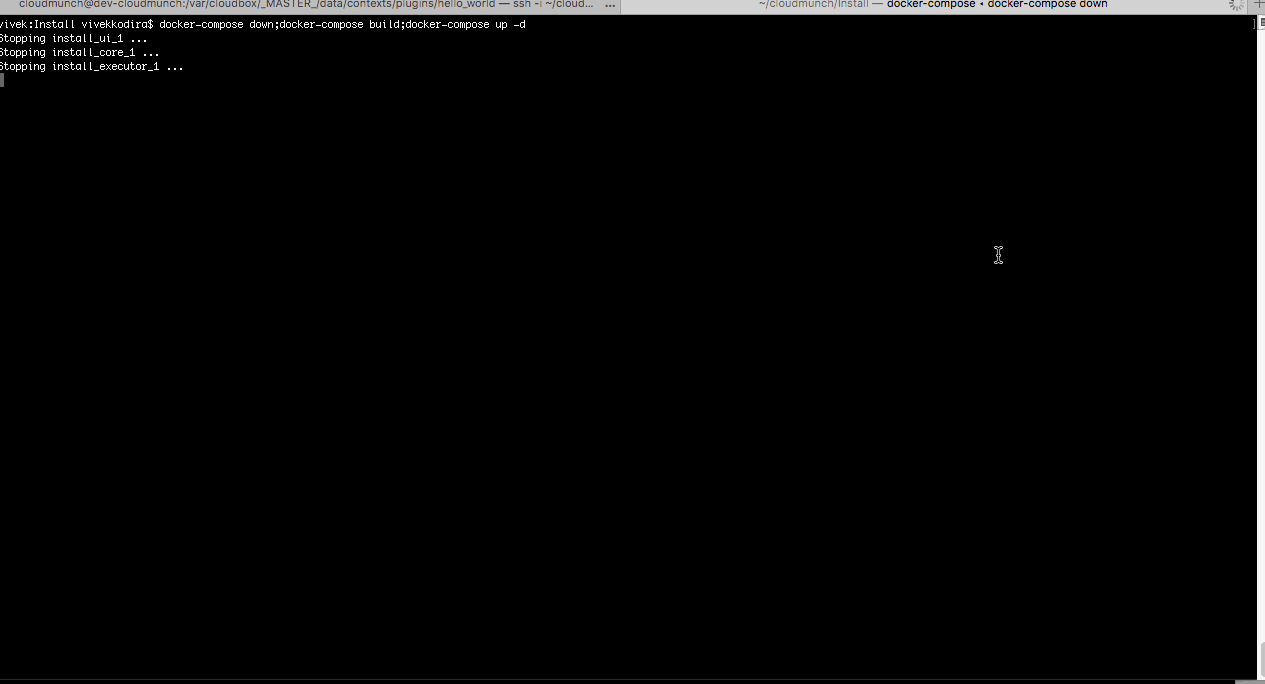 cloudmunch@dev-cloudmunch:/var/cloudbox/_MASTER_/data/contexts/plugins/hello_world — ssh -i ~/cloud... ...
~/cloudmunch/Install — docker-compose • docker-compose down
vivek:Install vivekkodira$ docker-compose down;docker-compose build;docker-compose up -d
Stopping install_ui_1 ...
Stopping install_core_1 ...
Stopping install_executor_1 ...